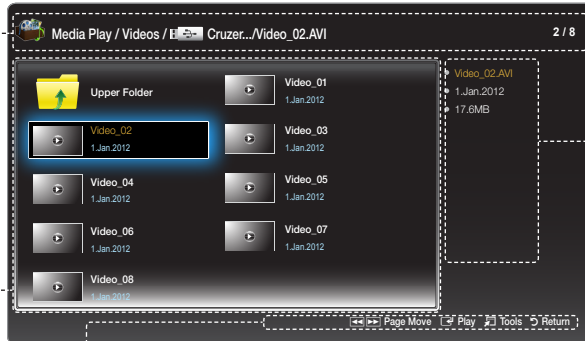 Media Play / Videos / Cruzer.../Video_02.AVI
2 / 8
Upper Folder
Video_01
1.Jan.2012
Video_02
1.Jan.2012
Video_03
1.Jan.2012
Video_04
1.Jan.2012
Video_05
1.Jan.2012
Video_06
1.Jan.2012
Video_07
1.Jan.2012
Video_08
1.Jan.2012
Video_02.AVI
1.Jan.2012
17.6MB
Page Move Play Tools Return